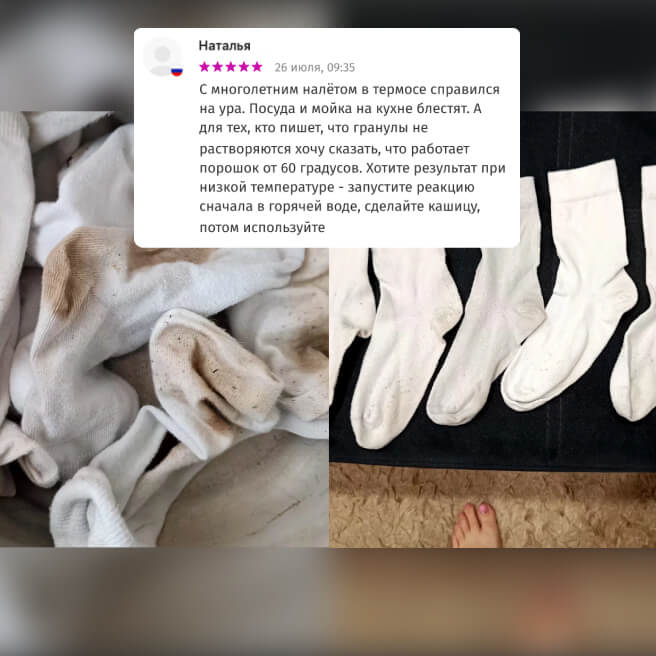 Наталья
26 июля, 09:35
С многолетним налётом в термосе справился
на ура. Посуда и мойка на кухне блестят. А
для тех, кто пишет, что гранулы не
растворяются хочу сказать, что работает
порошок от 60 градусов. Хотите результат при
низкой температуре - запустите реакцию
сначала в горячей воде, сделайте кашицу,
потом используйте